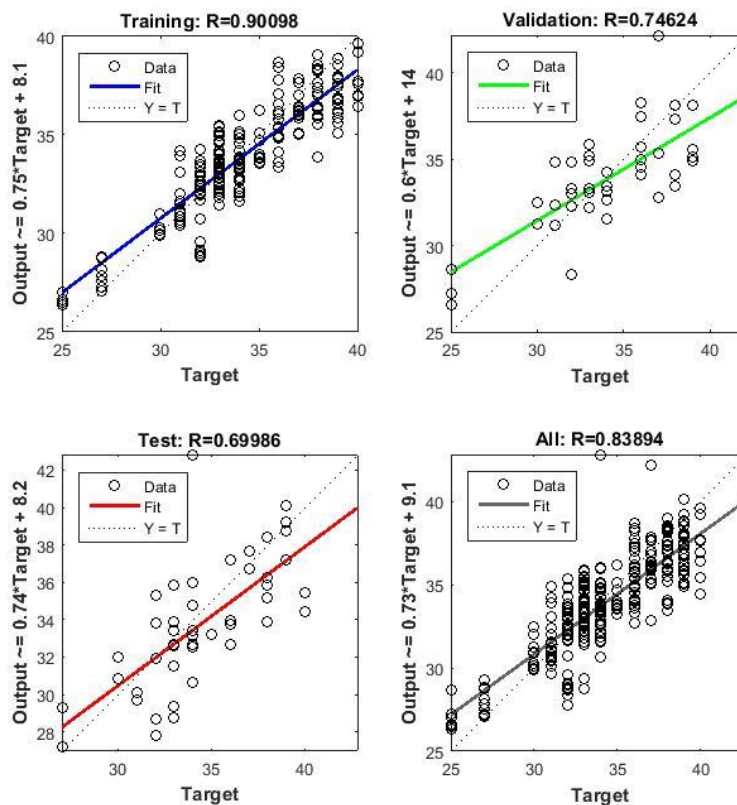 Training: R=0.90098
Output ~= 0.75*Target + 8.1
40
35
30
25
Data
Fit
Y = T
25
30
35
40
Target
Validation: R=0.74624
Output ~= 0.6*Target + 14
40
35
30
25
Data
Fit
Y = T
25
30
35
40
Target
Test: R=0.69986
Output ~= 0.74*Target + 8.2
42
40
38
36
34
32
30
28
Data
Fit
Y = T
30
35
40
Target
All: R=0.83894
Output ~= 0.73*Target + 9.1
40
35
30
25
Data
Fit
Y = T
25
30
35
40
Target